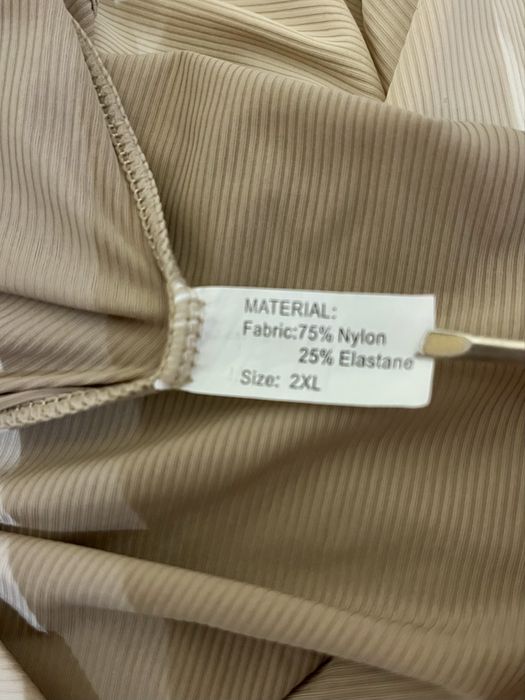 MATERIAL:
Fabric:75% Nylon
25% Elastane
Size: 2XL